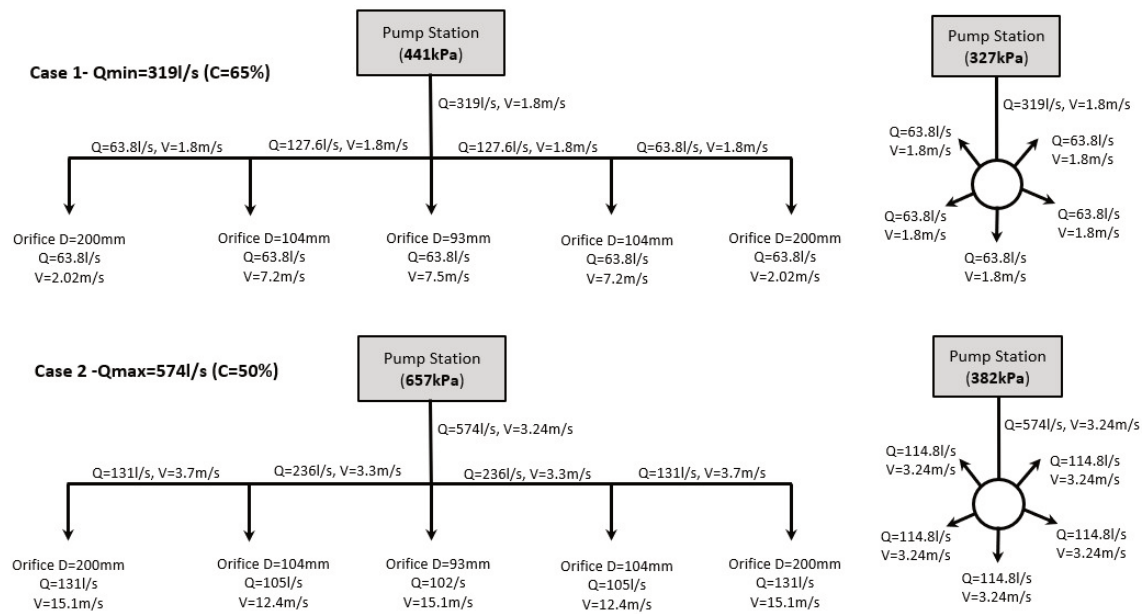 Pump Station
(441kPa)
Pump Station
(327kPa)
Case 1- Qmin=319l/s (C=65%)
Q=319l/s, V=1.8m/s
Q=319l/s, V=1.8m/s
Q=63.8l/s, V=1.8m/s
Q=127.6l/s, V=1.8m/s
Q=127.6l/s, V=1.8m/s
Q=63.8l/s, V=1.8m/s
Q=63.8l/s
V=1.8m/s
Q=63.8l/s
V=1.8m/s
Q=63.8l/s
V=1.8m/s
Q=63.8l/s
V=1.8m/s
Q=63.8l/s
V=1.8m/s
Orifice D=200mm
Q=63.8l/s
V=2.02m/s
Orifice D=104mm
Q=63.8l/s
V=7.2m/s
Orifice D=93mm
Q=63.8l/s
V=7.5m/s
Orifice D=104mm
Q=63.8l/s
V=7.2m/s
Orifice D=200mm
Q=63.8l/s
V=2.02m/s
Pump Station
(657kPa)
Pump Station
(382kPa)
Case 2 -Qmax=574l/s (C=50%)
Q=574l/s, V=3.24m/s
Q=574l/s, V=3.24m/s
Q=131l/s, V=3.7m/s
Q=236l/s, V=3.3m/s
Q=236l/s, V=3.3m/s
Q=131l/s, V=3.7m/s
Q=114.8l/s
V=3.24m/s
Q=114.8l/s
V=3.24m/s
Q=114.8l/s
V=3.24m/s
Q=114.8l/s
V=3.24m/s
Q=114.8l/s
V=3.24m/s
Orifice D=200mm
Q=131l/s
V=15.1m/s
Orifice D=104mm
Q=105l/s
V=12.4m/s
Orifice D=93mm
Q=102/s
V=15.1m/s
Orifice D=104mm
Q=105l/s
V=12.4m/s
Orifice D=200mm
Q=131l/s
V=15.1m/s